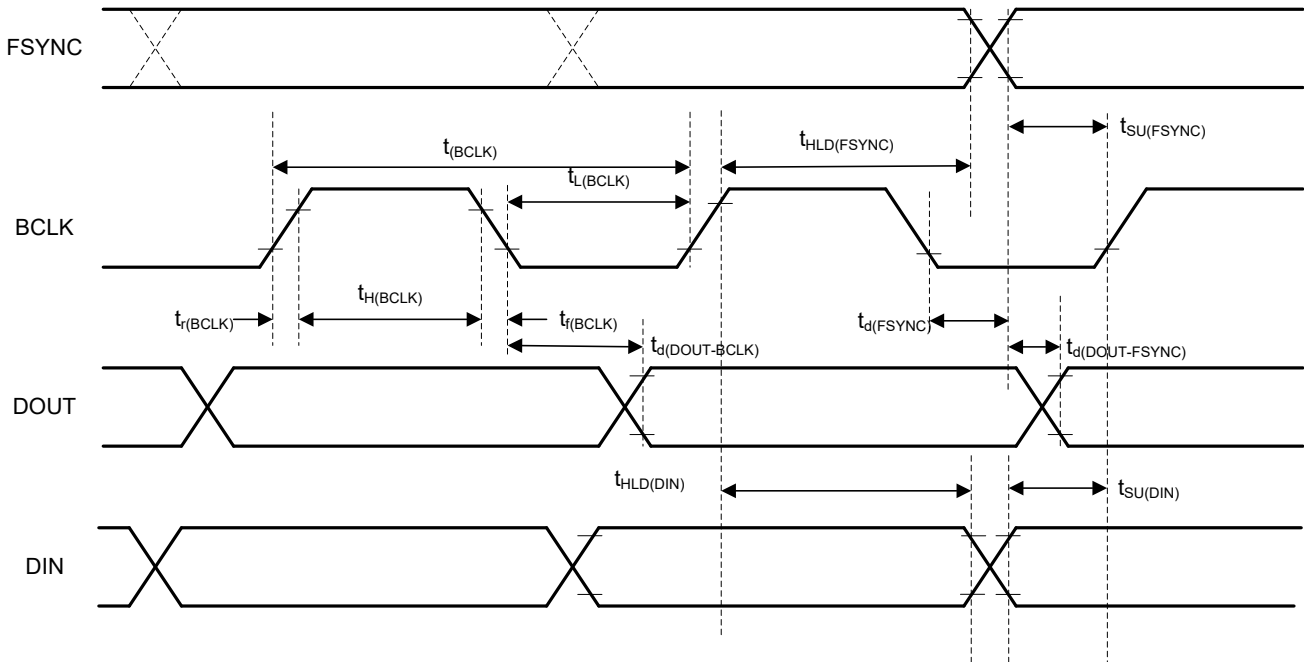 FSYNC
t(BCLK)
tHLD(FSYNC)
tSU(FSYNC)
tL(BCLK)
BCLK
tr(BCLK)
tH(BCLK)
tf(BCLK)
td(FSYNC)
td(DOUT-BCLK)
td(DOUT-FSYNC)
DOUT
tHLD(DIN)
tSU(DIN)
DIN